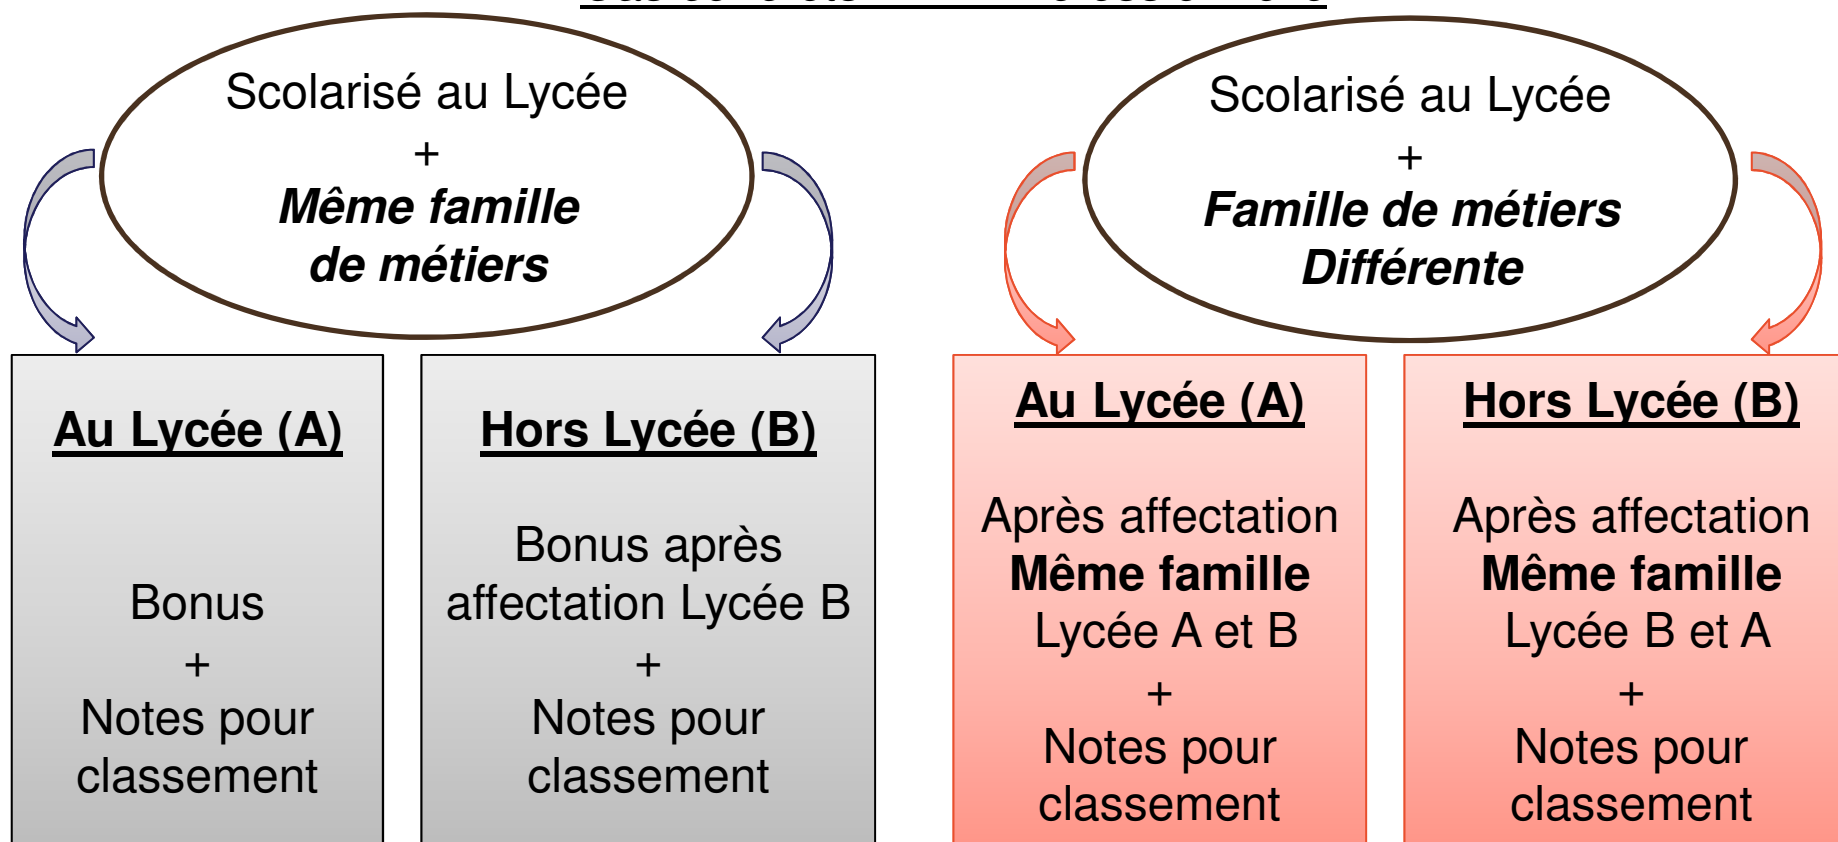 Scolarisé au Lycée
+
Même famille
de métiers
Scolarisé au Lycée
+
Famille de métiers
Différente
Au Lycée (A)
Bonus
+
Notes pour
classement
Hors Lycée (B)
Bonus après
affectation Lycée B
+
Notes pour
classement
Au Lycée (A)
Après affectation
Même famille
Lycée A et B
+
Notes pour
classement
Hors Lycée (B)
Après affectation
Même famille
Lycée B et A
+
Notes pour
classement